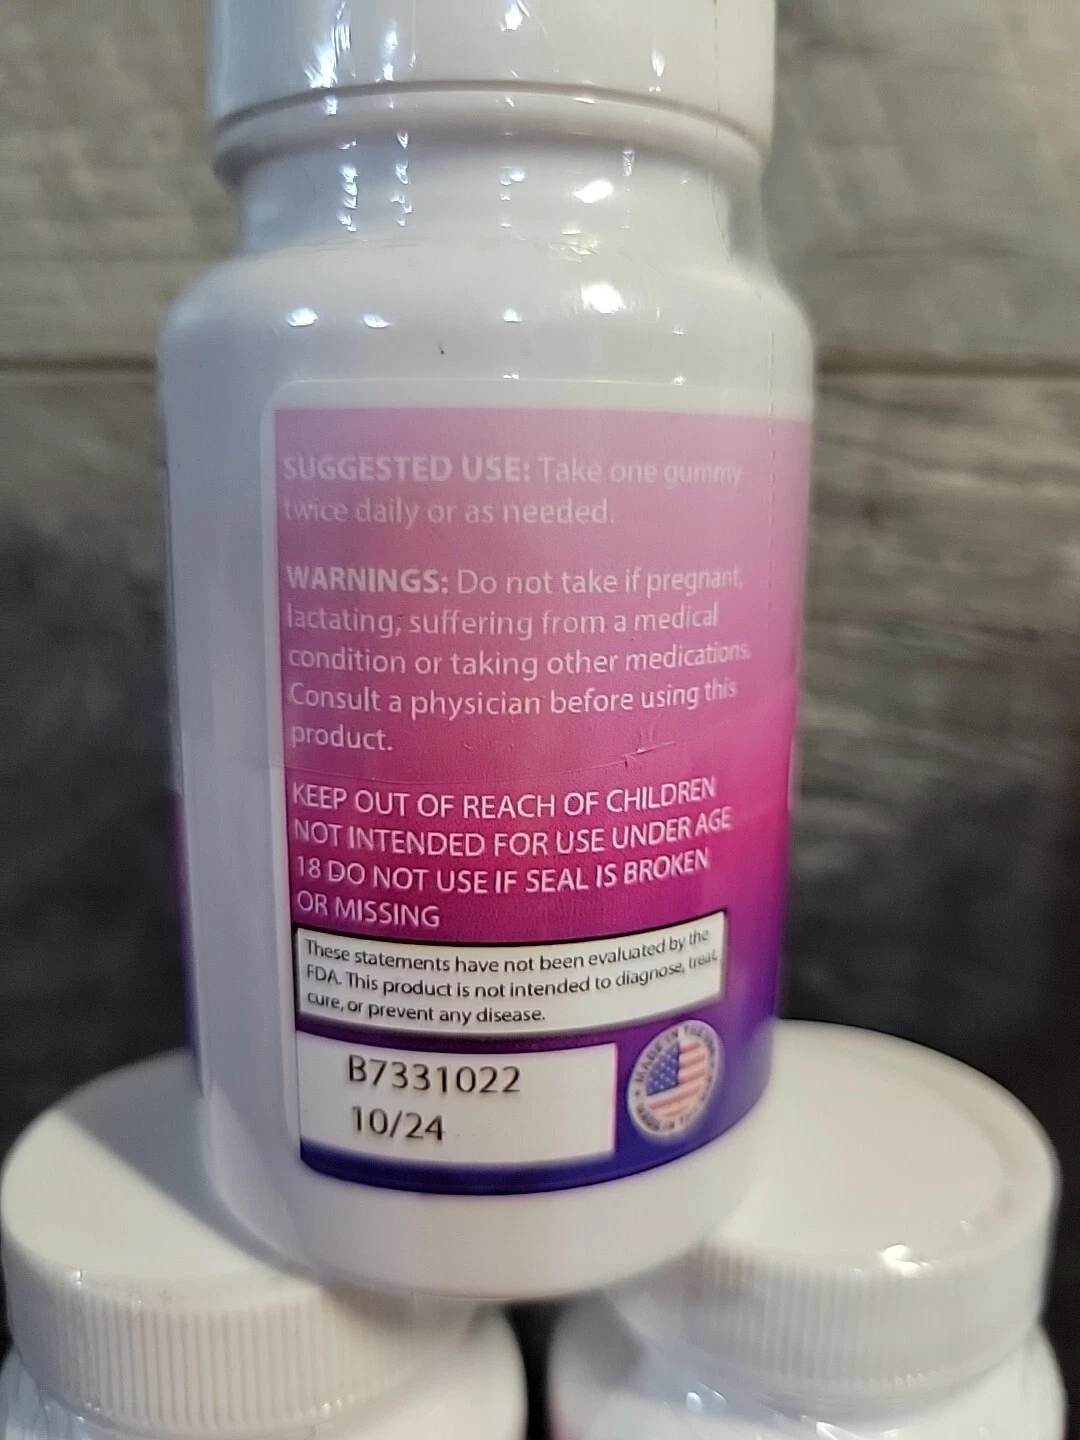 SUGGESTED USE: Take one gummy
twice daily or as needed.
WARNINGS: Do not take if pregnant,
lactating, suffering from a medical
condition or taking other medications.
Consult a physician before using this
product.
KEEP OUT OF REACH OF CHILDREN
NOT INTENDED FOR USE UNDER AGE
18 DO NOT USE IF SEAL IS BROKEN
OR MISSING
These statements have not been evaluated by the
FDA. This product is not intended to diagnose, treat,
cure, or prevent any disease.
B7331022
10/24
MADE IN THE